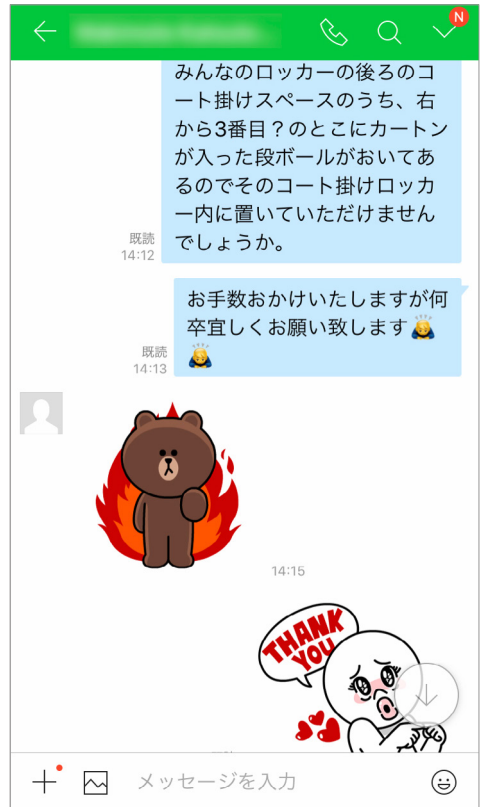 N
みんなのロッカーの後ろのコ
ート掛けスペースのうち、右
から3番目？のとこにカートン
が入った段ボールがおいてあ
るのでそのコート掛けロッカ
ー内に置いていただけません
でしょうか。
既読
14:12
お手数おかけいたしますが何
卒宜しくお願い致します🙇
🙇
既読
14:13
14:15
THANK
YOU
メッセージを入力